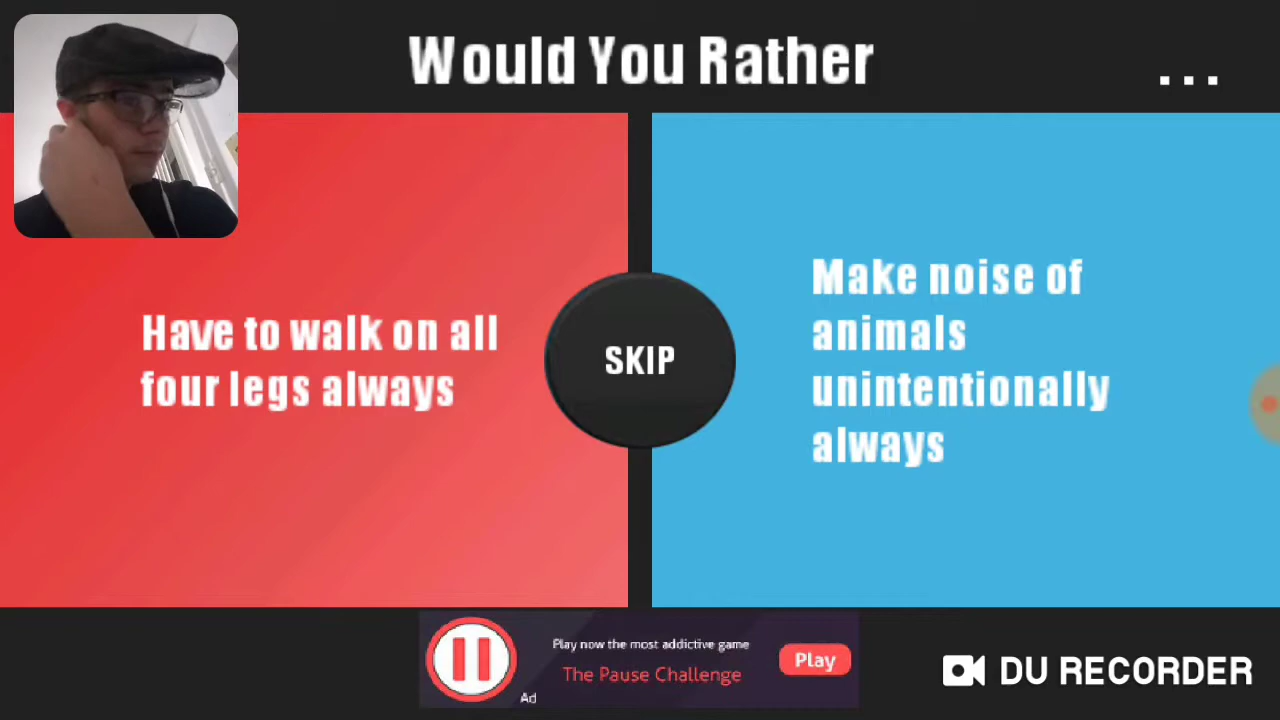 Would You Rather
...
Have to walk on all
four legs always
SKIP
Make noise of
animals
unintentionally
always
Play now the most addictive game
The Pause Challenge
Play
Ad
DU RECORDER